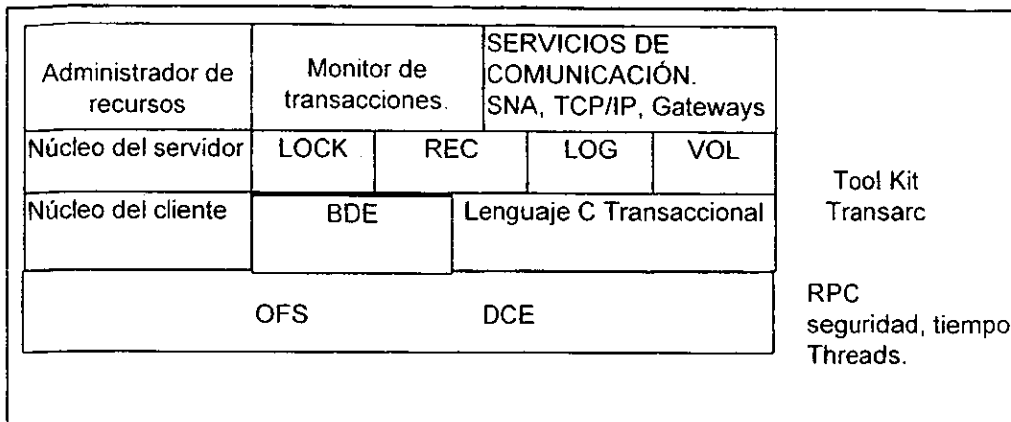 Administrador de
recursos
Monitor de
transacciones.
SERVICIOS DE
COMUNICACIÓN.
SNA, TCP/IP, Gateways
Núcleo del servidor
LOCK
REC
LOG
VOL
Núcleo del cliente
BDE
Lenguaje C Transaccional
Tool Kit
Transarc
OFS
DCE
RPC
seguridad, tiempo
Threads.